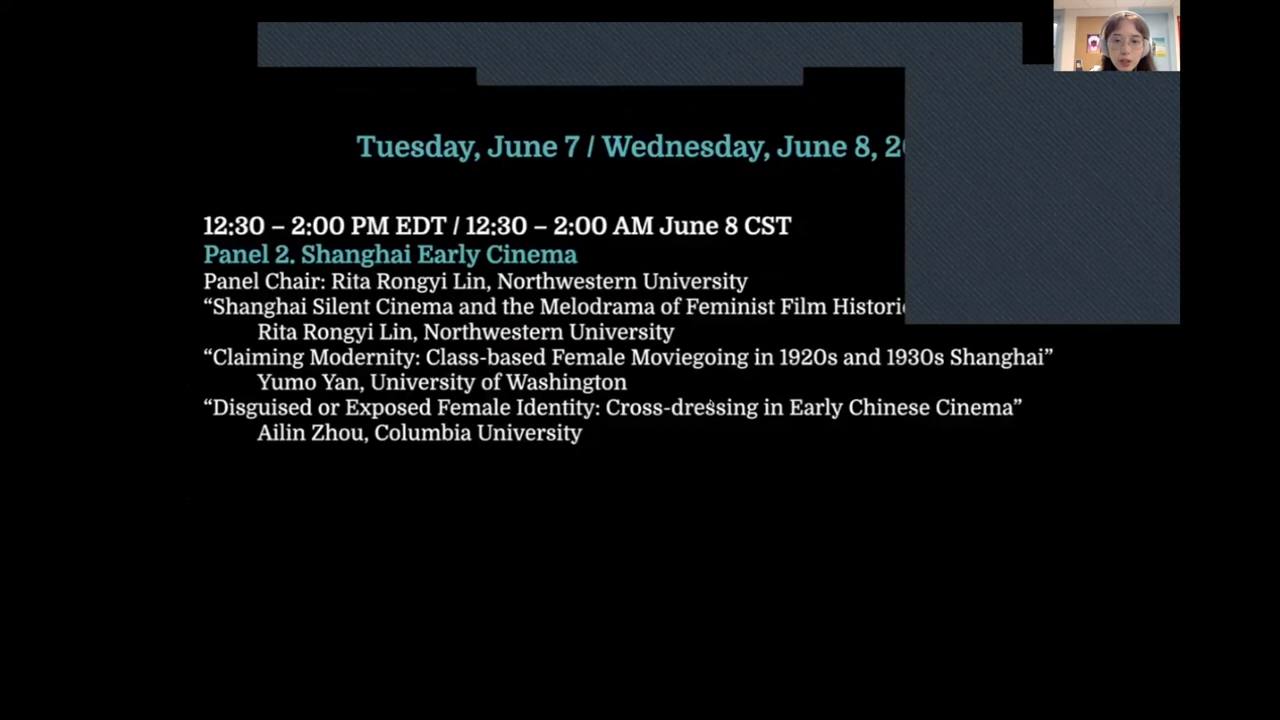 Tuesday, June 7 / Wednesday, June 8,
12:30 – 2:00 PM EDT / 12:30 – 2:00 AM June 8 CST
Panel 2. Shanghai Early Cinema
Panel Chair: Rita Rongyi Lin, Northwestern University
“Shanghai Silent Cinema and the Melodrama of Feminist Film
Rita Rongyi Lin, Northwestern University
“Claiming Modernity: Class-based Female Moviegoing in 1920s and 1930s Shanghai”
Yumo Yan, University of Washington
“Disguised or Exposed Female Identity: Cross-dressing in Early Chinese Cinema”
Ailin Zhou, Columbia University